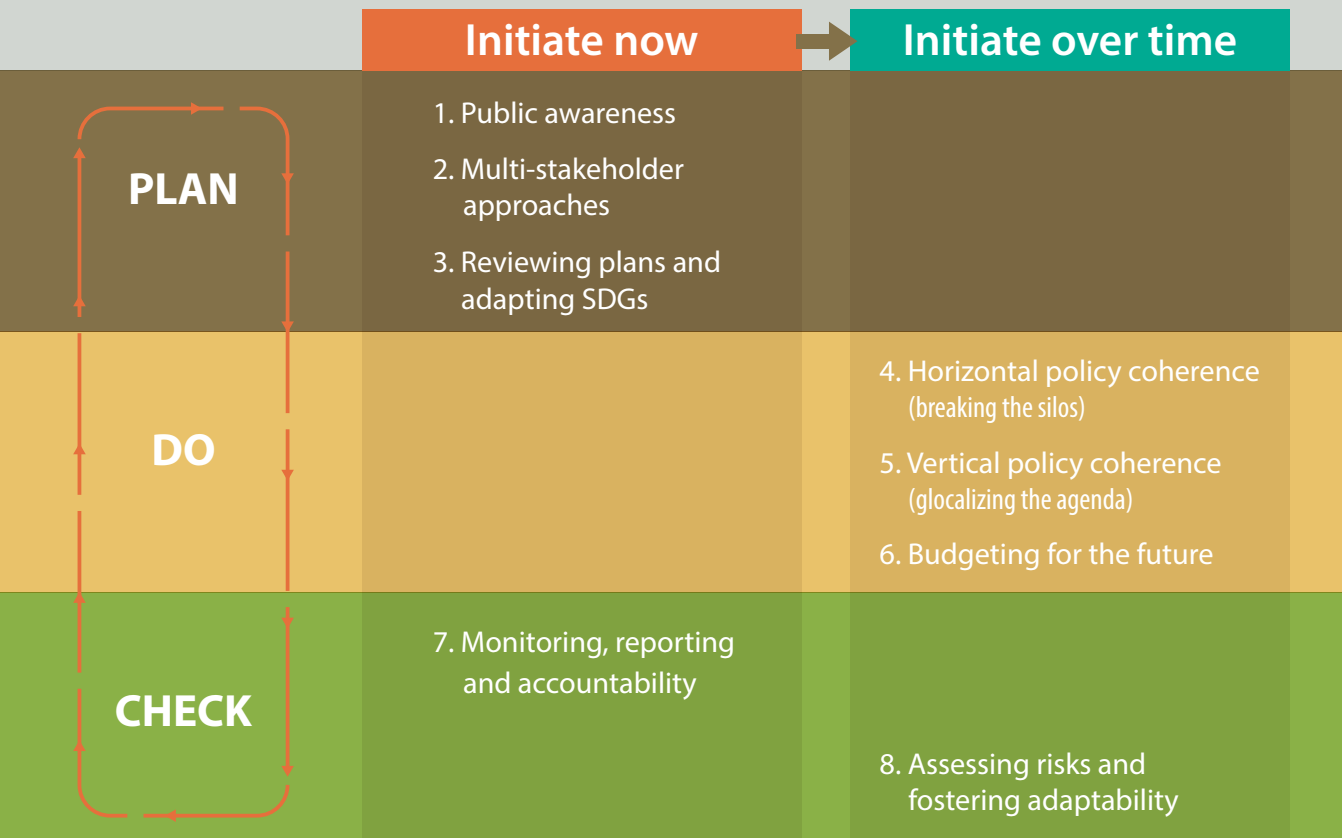 Initiate now
Initiate over time
PLAN
1. Public awareness
2. Multi-stakeholder
approaches
3. Reviewing plans and
adapting SDGs
DO
4. Horizontal policy coherence
(breaking the silos)
5. Vertical policy coherence
(glocalizing the agenda)
6. Budgeting for the future
CHECK
7. Monitoring, reporting
and accountability
8. Assessing risks and
fostering adaptability